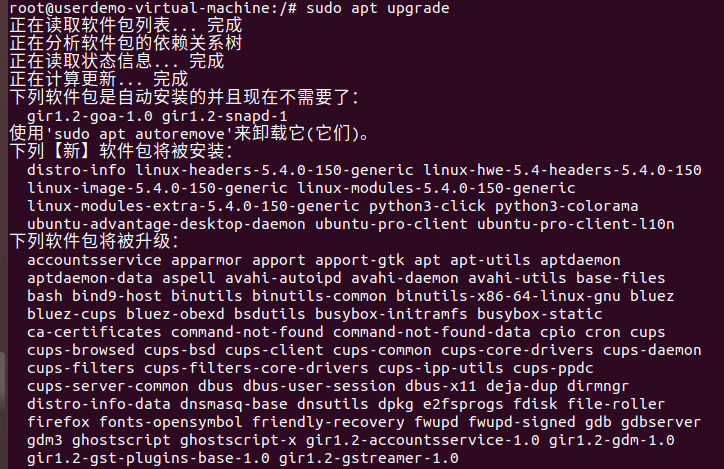 root@userdemo-virtual-machine:/# sudo apt upgrade
正在读取软件包列表... 完成
正在分析软件包的依赖关系树
正在读取状态信息... 完成
正在计算更新... 完成
下列软件包是自动安装的并且现在不需要了：
gir1.2-goa-1.0 gir1.2-snapd-1
使用'sudo apt autoremove'来卸载它(它们)。
下列【新】软件包将被安装：
distro-info linux-headers-5.4.0-150-generic linux-hwe-5.4-headers-5.4.0-150
linux-image-5.4.0-150-generic linux-modules-5.4.0-150-generic
linux-modules-extra-5.4.0-150-generic python3-click python3-colorama
ubuntu-advantage-desktop-daemon ubuntu-pro-client ubuntu-pro-client-l10n
下列软件包将被升级：
accountsservice apparmor apport apport-gtk apt apt-utils aptdaemon
aptdaemon-data aspell avahi-autoipd avahi-daemon avahi-utils base-files
bash bind9-host binutils binutils-common binutils-x86-64-linux-gnu bluez
bluez-cups bluez-obexd bsdutils busybox-initramfs busybox-static
ca-certificates command-not-found command-not-found-data cpio cron cups
cups-browsed cups-bsd cups-client cups-common cups-core-drivers cups-daemon
cups-filters cups-filters-core-drivers cups-ipp-utils cups-ppdc
cups-server-common dbus dbus-user-session dbus-x11 deja-dup dirmngr
distro-info-data dnsmasq-base dnsutils dpkg e2fsprogs fdisk file-roller
firefox fonts-opensymbol friendly-recovery fwupd fwupd-signed gdb gdbserver
gdm3 ghostscript ghostscript-x gir1.2-accountsservice-1.0 gir1.2-gdm-1.0
gir1.2-gst-plugins-base-1.0 gir1.2-gstreamer-1.0